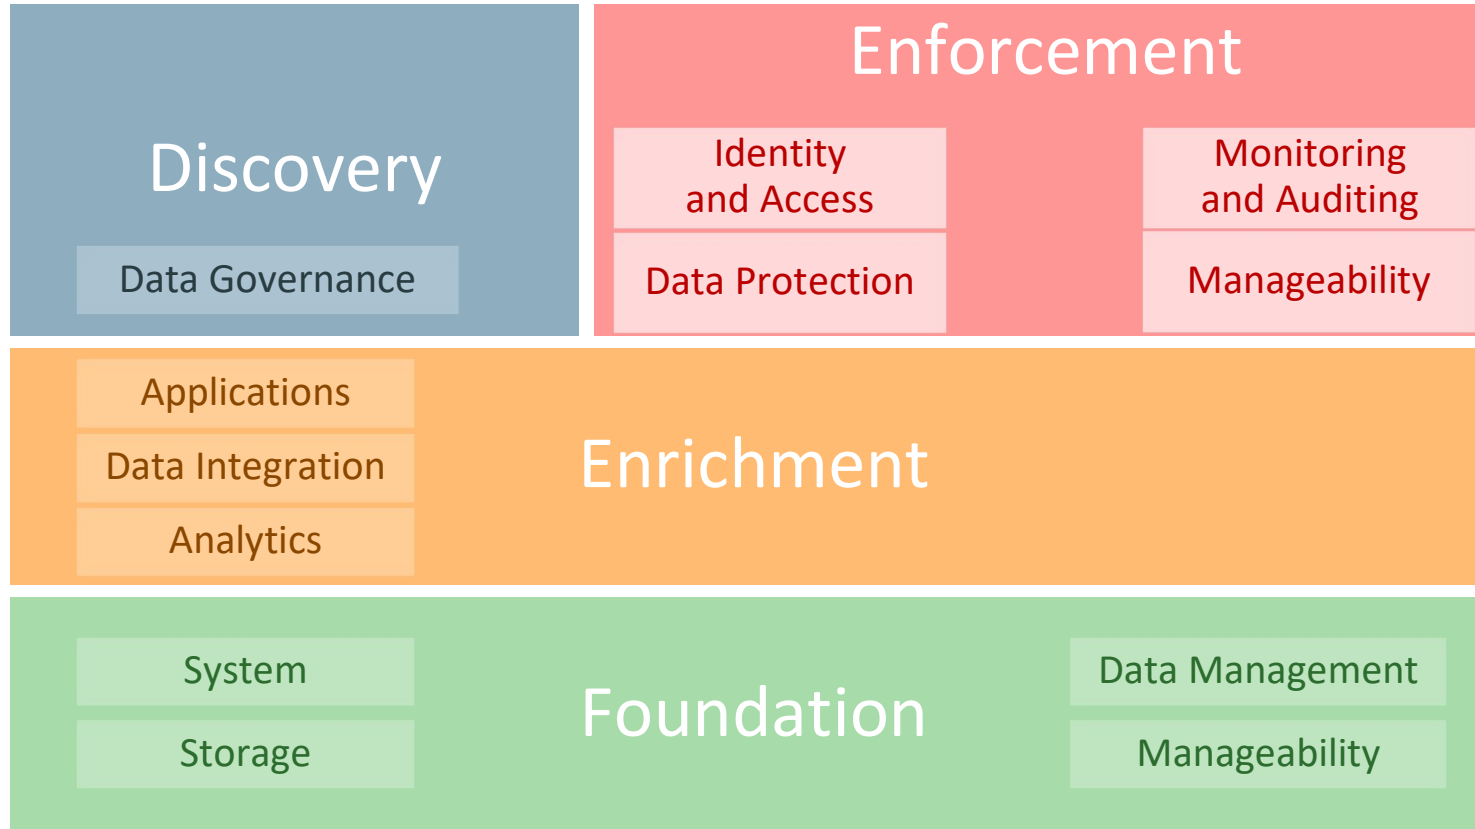 Discovery
Data Governance
Enforcement
Identity
and Access
Data Protection
Monitoring
and Auditing
Manageability
Applications
Data Integration
Analytics
Enrichment
System
Storage
Foundation
Data Management
Manageability